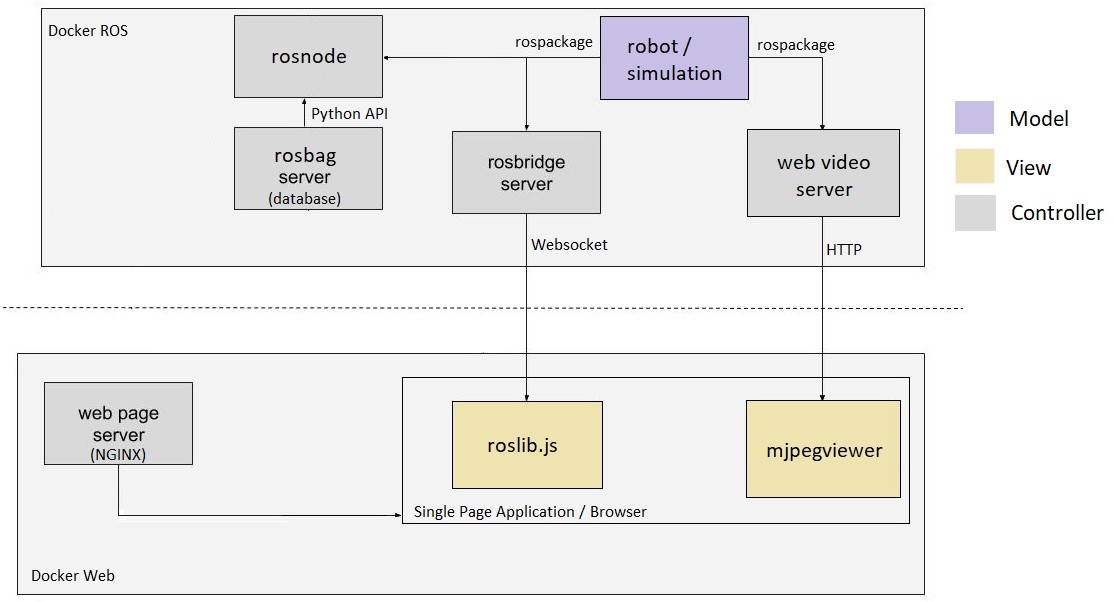 Docker ROS
rosnode
rospackage
robot /
simulation
rospackage
Python API
rosbag
server
(database)
rosbridge
server
web video
server
Websocket
HTTP
Model
View
Controller
web page
server
(NGINX)
roslib.js
mjpegviewer
Single Page Application / Browser
Docker Web